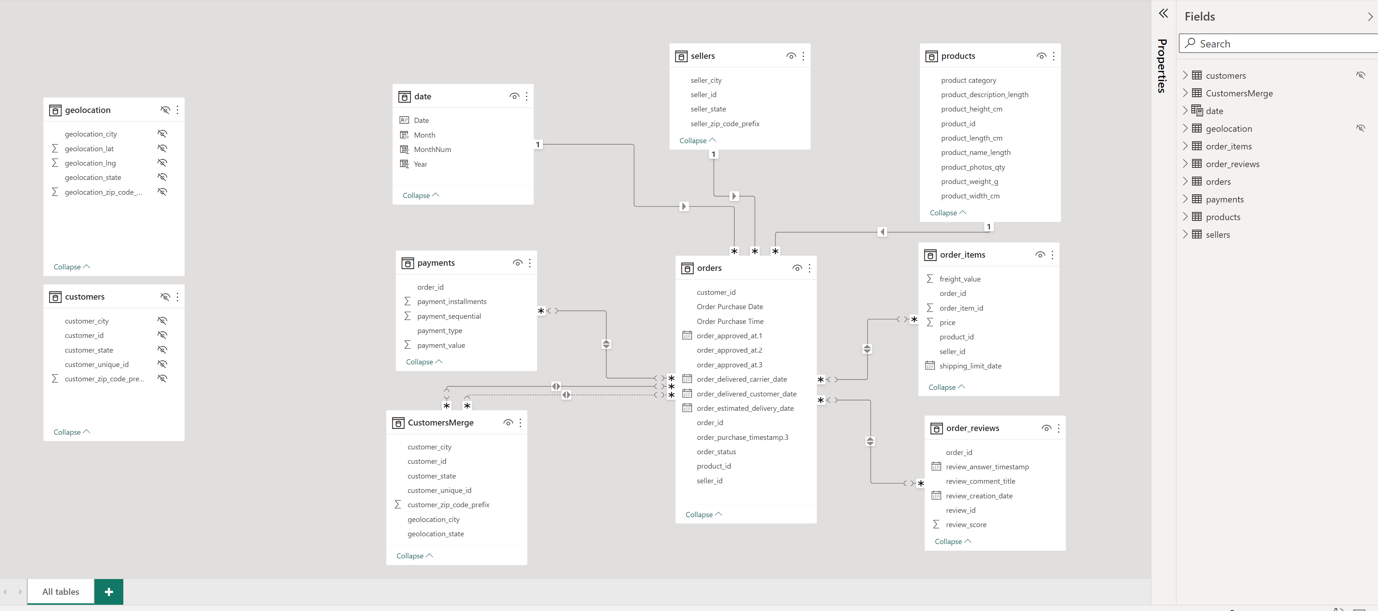 geolocation
geolocation_city
geolocation_lat
geolocation_lng
geolocation_state
geolocation_zip_code_...
Collapse
customers
customer_city
customer_id
customer_state
customer_unique_id
customer_zip_code_pre...
Collapse
date
Date
Month
MonthNum
Year
Collapse
payments
order_id
payment_installments
payment_sequential
payment_type
payment_value
Collapse
CustomersMerge
customer_city
customer_id
customer_state
customer_unique_id
customer_zip_code_prefix
geolocation_city
geolocation_state
Collapse
sellers
seller_city
seller_id
seller_state
seller_zip_code_prefix
Collapse
orders
customer_id
Order Purchase Date
Order Purchase Time
order_approved_at.1
order_approved_at.2
order_approved_at.3
order_delivered_carrier_date
order_delivered_customer_date
order_estimated_delivery_date
order_id
order_purchase_timestamp.3
order_status
product_id
seller_id
Collapse
products
product category
product_description_length
product_height_cm
product_id
product_length_cm
product_name_length
product_photos_qty
product_weight_g
product_width_cm
Collapse
order_items
freight_value
order_id
order_item_id
price
product_id
seller_id
shipping_limit_date
Collapse
order_reviews
order_id
review_answer_timestamp
review_comment_title
review_creation_date
review_id
review_score
Collapse
1
1
1
All tables
Properties
Fields
Search
customers
CustomersMerge
date
geolocation
order_items
order_reviews
orders
payments
products
sellers